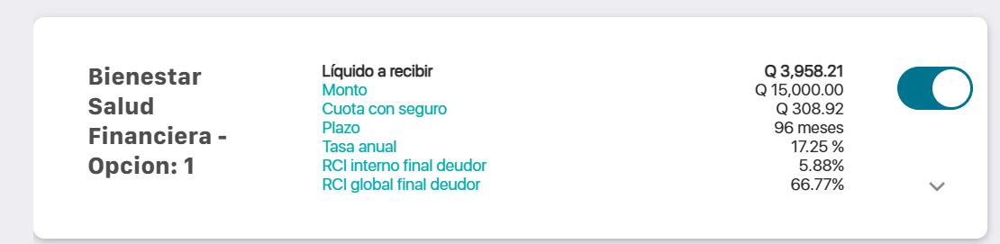 Bienestar
Salud
Financiera -
Opcion: 1
Líquido a recibir Q 3,958.21
Monto Q 15,000.00
Cuota con seguro Q 308.92
Plazo 96 meses
Tasa anual 17.25 %
RCI interno final deudor 5.88%
RCI global final deudor 66.77%